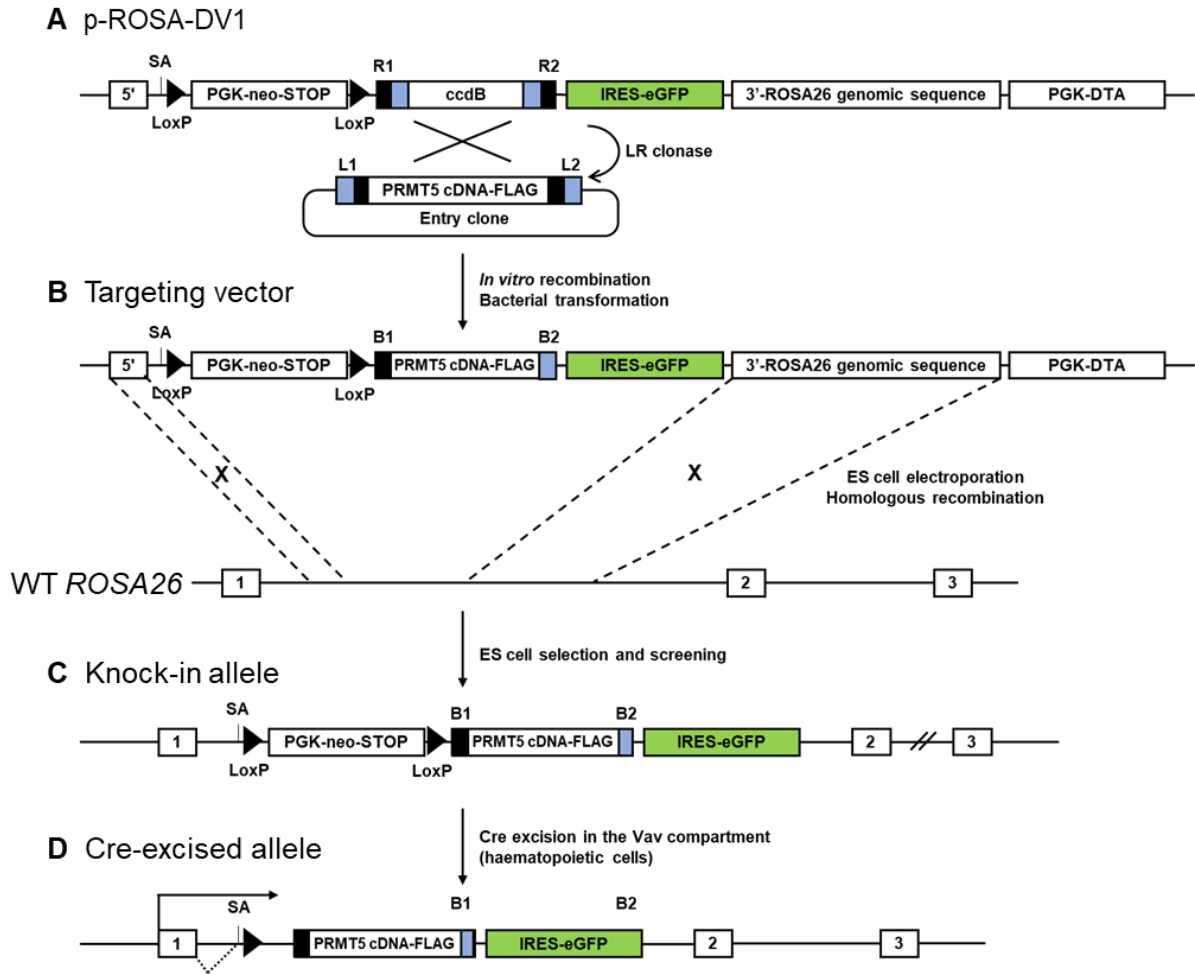 A p-ROSA-DV1
SA R1 R2
5' PGK-neo-STOP ccdB IRES-eGFP 3'-ROSA26 genomic sequence PGK-DTA
LoxP LoxP
LR clonase
L1 L2
PRMT5 cDNA-FLAG
Entry clone
In vitro recombination
Bacterial transformation
B Targeting vector
SA B1 B2
5' PGK-neo-STOP PRMT5 cDNA-FLAG IRES-eGFP 3'-ROSA26 genomic sequence PGK-DTA
LoxP LoxP
X X
ES cell electroporation
Homologous recombination
WT ROSA26 1 2 3
ES cell selection and screening
C Knock-in allele
SA B1 B2
1 PGK-neo-STOP PRMT5 cDNA-FLAG IRES-eGFP 2 // 3
LoxP LoxP
Cre excision in the Vav compartment
(haematopoietic cells)
D Cre-excised allele
SA B1 B2
1 PRMT5 cDNA-FLAG IRES-eGFP 2 3